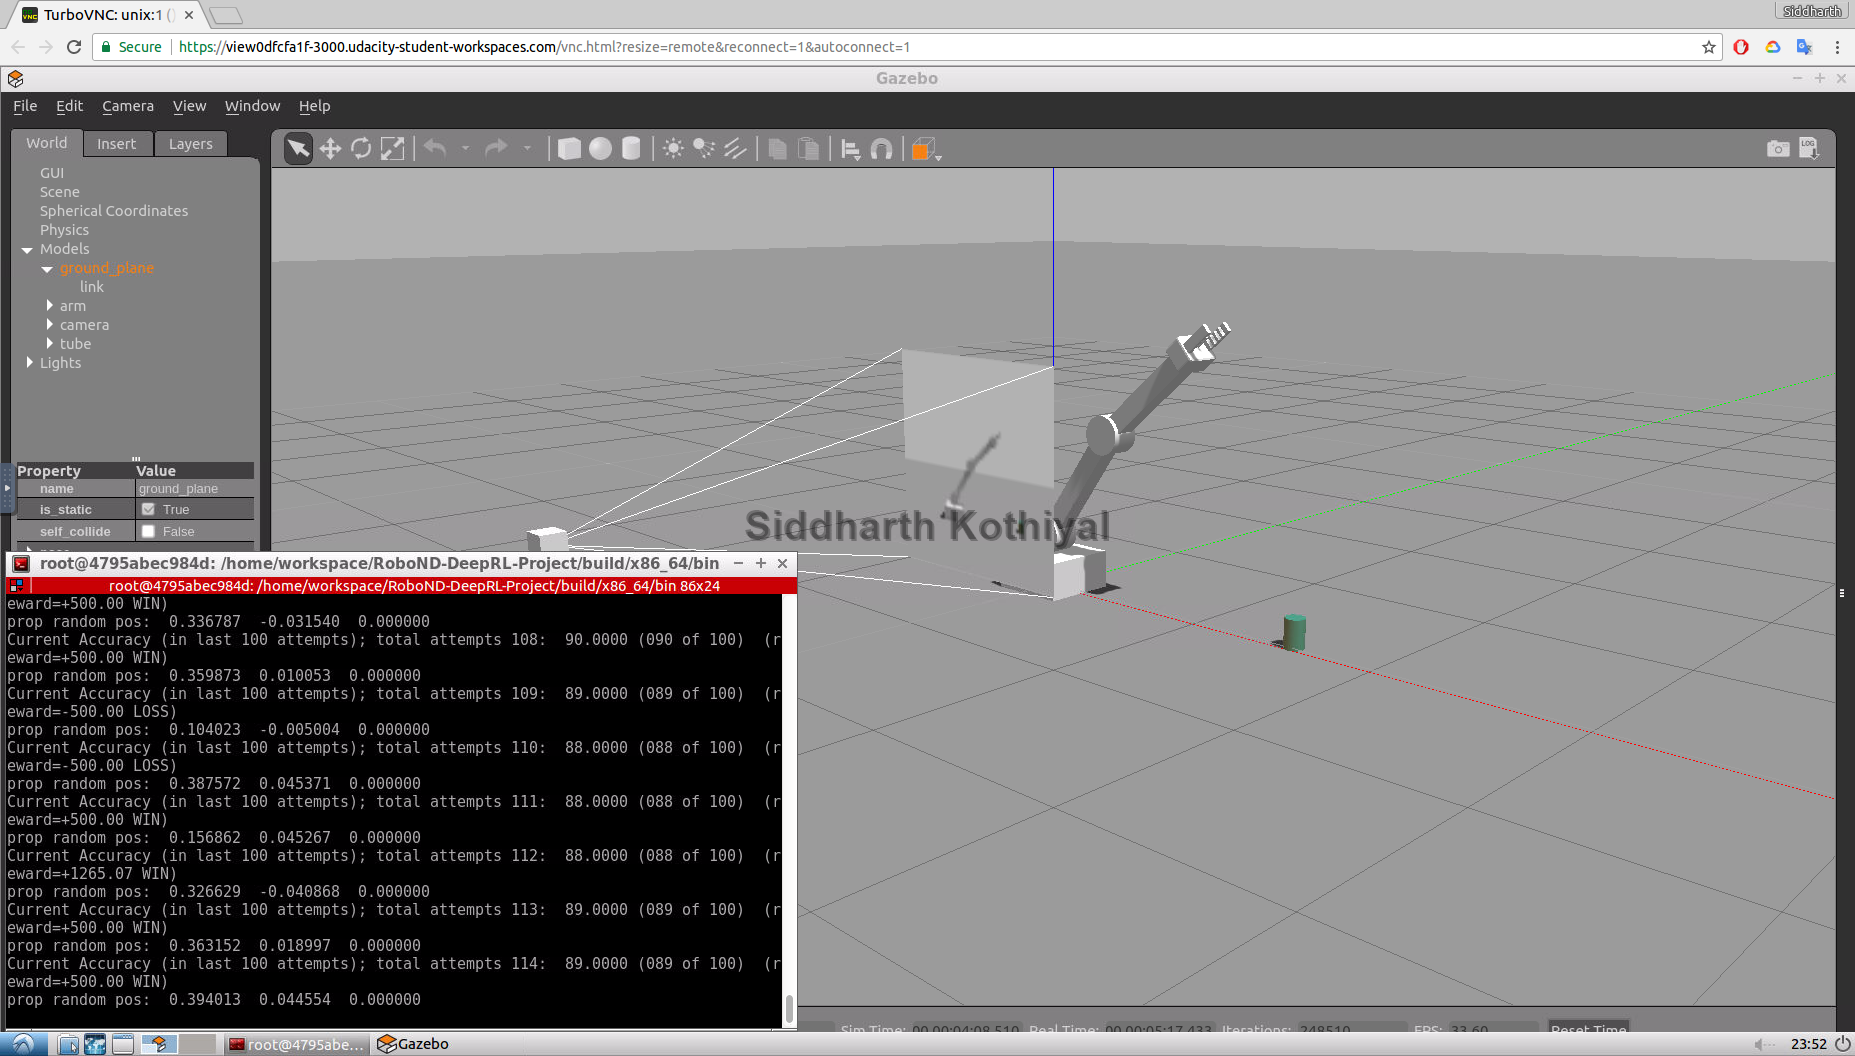 TurboVNC: unix:1 ()
Siddharth
Secure
https://view0dfcfa1f-3000.udacity-student-workspaces.com/vnc.html?resize=remote&reconnect=1&autoconnect=1
Gazebo
File Edit Camera View Window Help
World Insert Layers
LOG
GUI
Scene
Spherical Coordinates
Physics
Models
ground_plane
link
arm
camera
tube
Lights
Property Value
name ground_plane
is_static True
self_collide False
Siddharth Kothiyal
root@4795abec984d: /home/workspace/RoboND-DeepRL-Project/build/x86_64/bin
root@4795abec984d: /home/workspace/RoboND-DeepRL-Project/build/x86_64/bin 86x24
eward=+500.00 WIN)
prop random pos:  0.336787  -0.031540  0.000000
Current Accuracy (in last 100 attempts); total attempts 108:  90.0000 (090 of 100)  (r
eward=+500.00 WIN)
prop random pos:  0.359873  0.010053  0.000000
Current Accuracy (in last 100 attempts); total attempts 109:  89.0000 (089 of 100)  (r
eward=-500.00 LOSS)
prop random pos:  0.104023  -0.005004  0.000000
Current Accuracy (in last 100 attempts); total attempts 110:  88.0000 (088 of 100)  (r
eward=-500.00 LOSS)
prop random pos:  0.387572  0.045371  0.000000
Current Accuracy (in last 100 attempts); total attempts 111:  88.0000 (088 of 100)  (r
eward=+500.00 WIN)
prop random pos:  0.156862  0.045267  0.000000
Current Accuracy (in last 100 attempts); total attempts 112:  88.0000 (088 of 100)  (r
eward=+1265.07 WIN)
prop random pos:  0.326629  -0.040868  0.000000
Current Accuracy (in last 100 attempts); total attempts 113:  89.0000 (089 of 100)  (r
eward=+500.00 WIN)
prop random pos:  0.363152  0.018997  0.000000
Current Accuracy (in last 100 attempts); total attempts 114:  89.0000 (089 of 100)  (r
eward=+500.00 WIN)
prop random pos:  0.394013  0.044554  0.000000
Sim Time: 00 00:04:08.510 Real Time: 00 00:05:17.433 Iterations: 248510 FPS: 33.60 Reset Time
root@4795abe... Gazebo 23:52